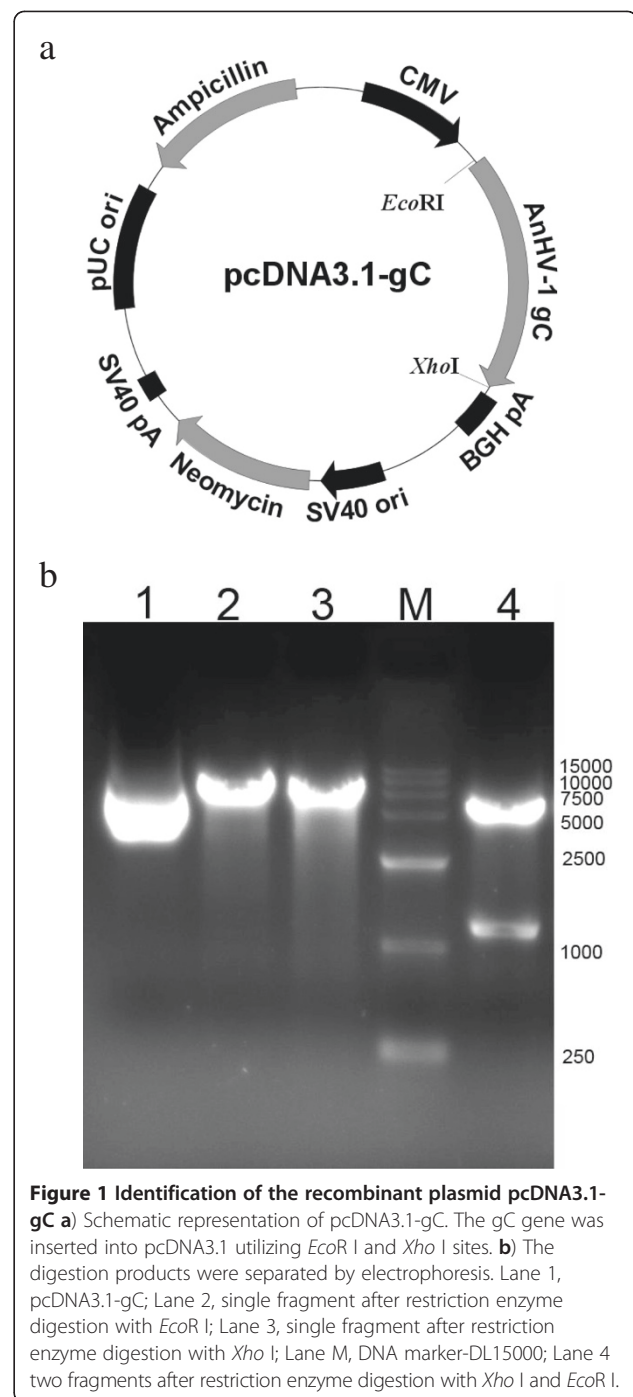 a
Ampicillin
CMV
EcoRI
AnHV-1 gC
pUC ori
pcDNA3.1-gC
XhoI
SV40 pA
BGH pA
Neomycin
SV40 ori
b
1 2 3 M 4
15000
10000
7500
5000
2500
1000
250
Figure 1 Identification of the recombinant plasmid pcDNA3.1-
gC a) Schematic representation of pcDNA3.1-gC. The gC gene was
inserted into pcDNA3.1 utilizing EcoR I and Xho I sites. b) The
digestion products were separated by electrophoresis. Lane 1,
pcDNA3.1-gC; Lane 2, single fragment after restriction enzyme
digestion with EcoR I; Lane 3, single fragment after restriction
enzyme digestion with Xho I; Lane M, DNA marker-DL15000; Lane 4
two fragments after restriction enzyme digestion with Xho I and EcoR I.